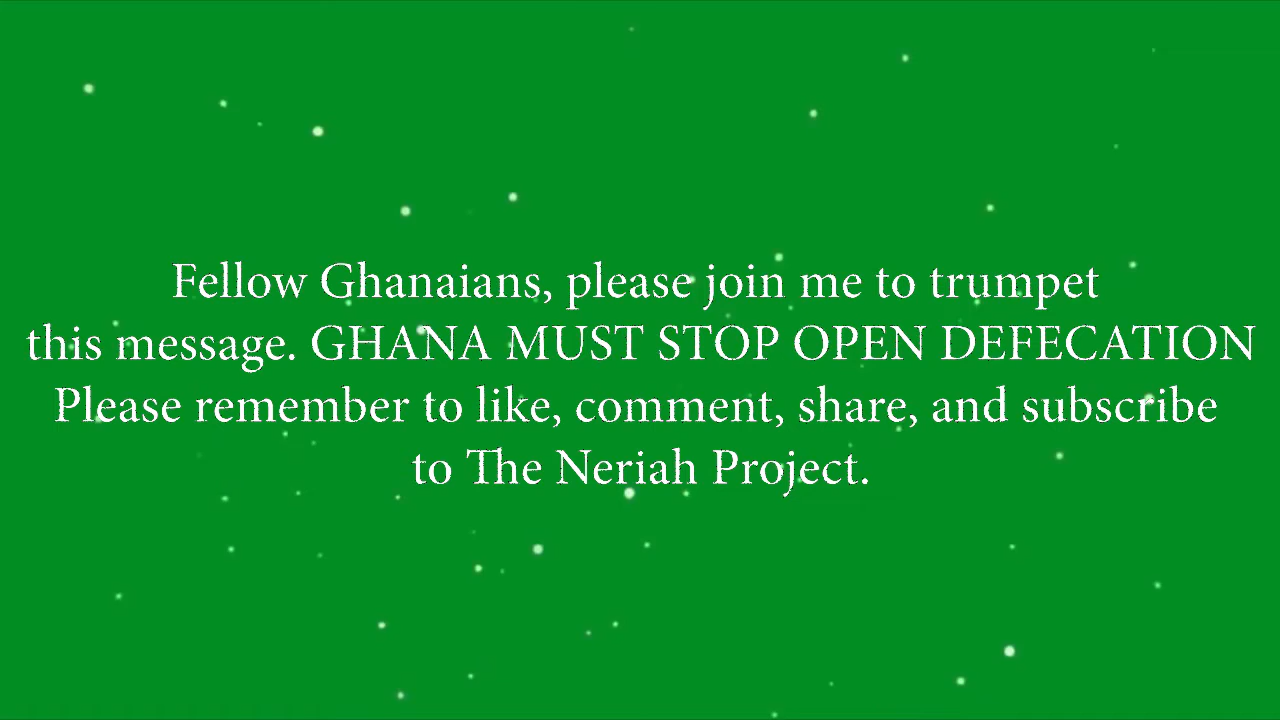 Fellow Ghanaians, please join me to trumpet
this message. GHANA MUST STOP OPEN DEFECATION
Please remember to like, comment, share, and subscribe
to The Neriah Project.